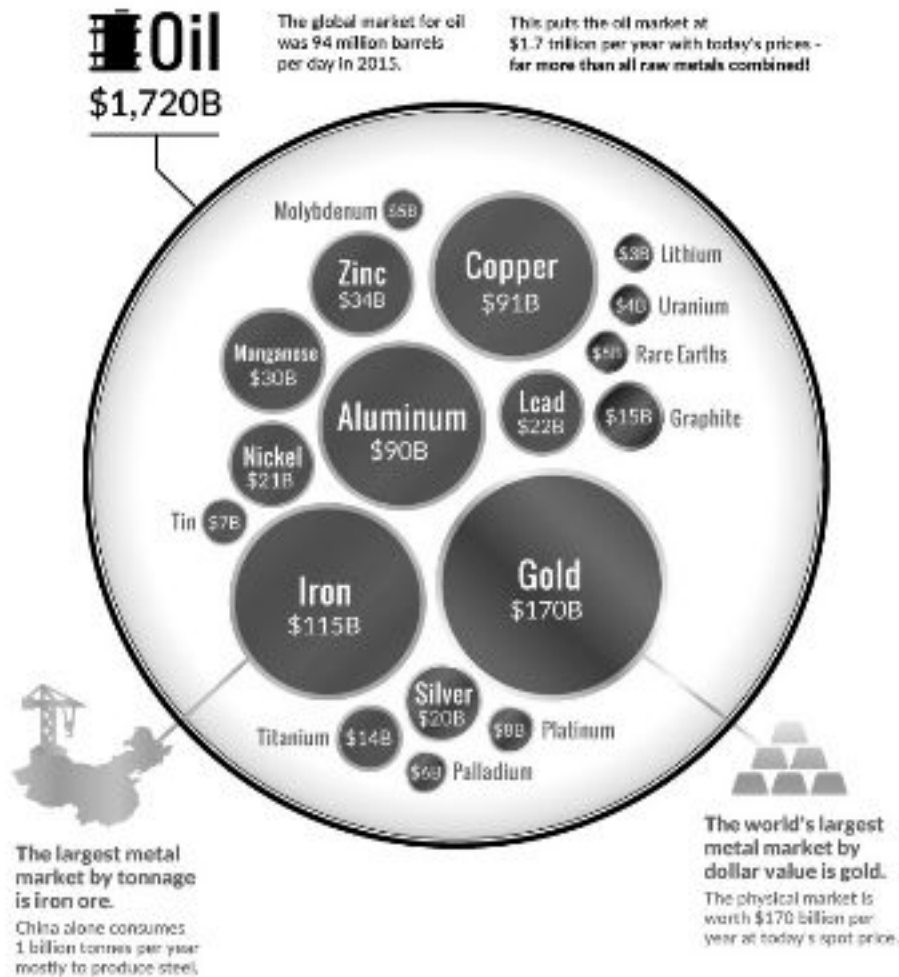 Oil
$1,720B
The global market for oil
was 94 million barrels
per day in 2015.
This puts the oil market at
$1.7 trillion per year with today's prices -
far more than all raw metals combined!
Molybdenum $5B
Copper
$91B
Zinc
$34B
$3B Lithium
$4B Uranium
Manganese
$30B
$5B Rare Earths
Aluminum
$90B
Lead
$22B
$15B Graphite
Nickel
$21B
Tin $7B
Iron
$115B
Gold
$170B
Silver
$20B
Titanium $14B
$8B Platinum
$6B Palladium
The largest metal
market by tonnage
is iron ore.
China alone consumes
1 billion tonnes per year
mostly to produce steel.
The world's largest
metal market by
dollar value is gold.
The physical market is
worth $170 billion per
year at today's spot price.